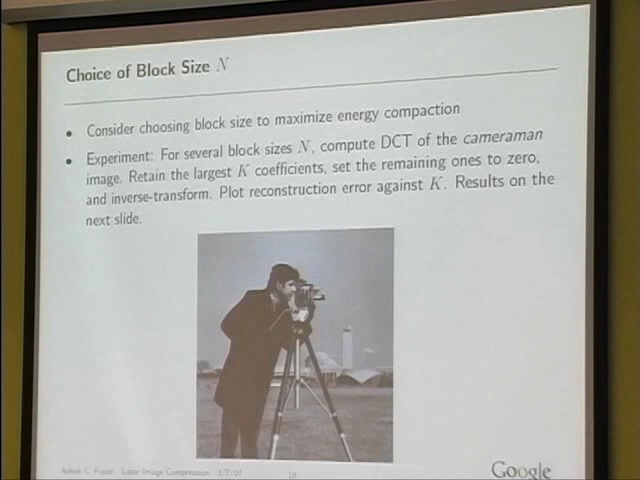 Choice of Block Size N
• Consider choosing block size to maximize energy compaction
• Experiment: For several block sizes N, compute DCT of the cameraman
image. Retain the largest K coefficients, set the remaining ones to zero,
and inverse-transform. Plot reconstruction error against K. Results on the
next slide.
Ashok C. Popat Lossy Image Compression 3/7/07 18
Google